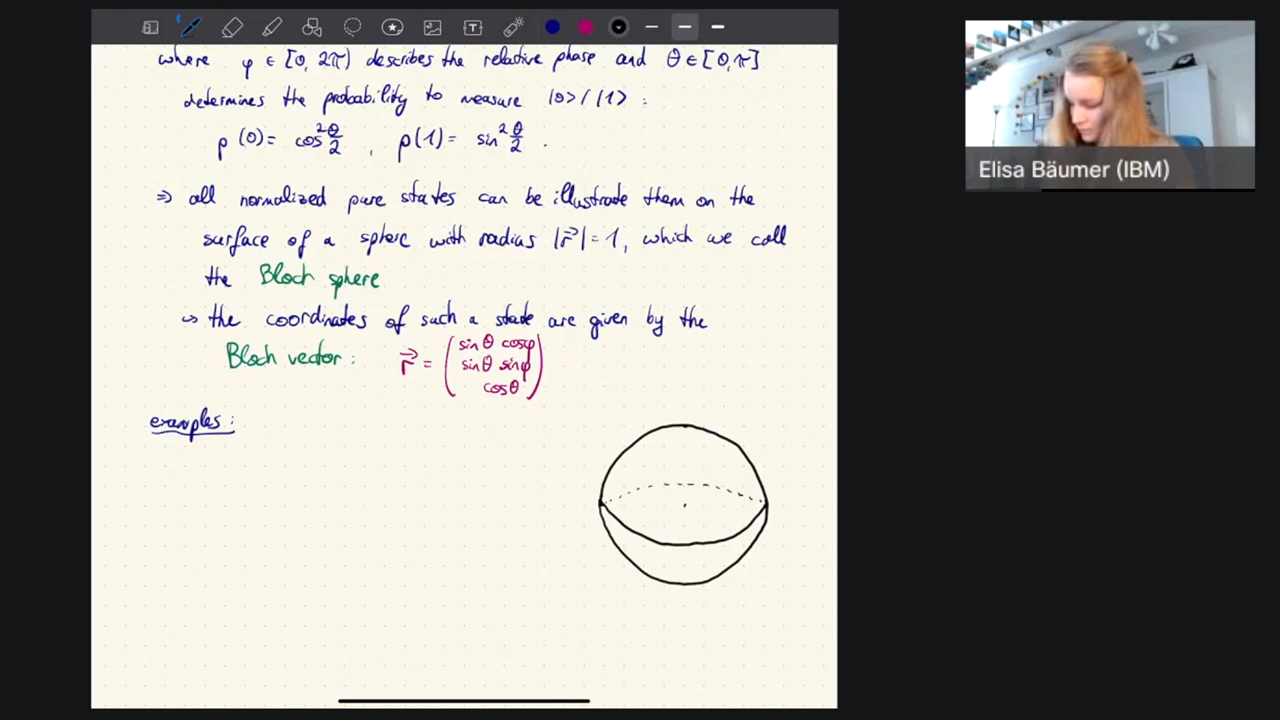 where φ ∈ [0, 2π) describes the relative phase and θ ∈ [0, π]
determines the probability to measure |0> / |1> :
p(0) = cos² θ/2 , p(1) = sin² θ/2 .
⇒ all normalized pure states can be illustrate them on the
surface of a sphere with radius |r⃗| = 1, which we call
the Bloch sphere
↪ the coordinates of such a state are given by the
Bloch vector: r⃗ = ( sin θ cos φ
sin θ sin φ
cos θ )
examples:
T
Elisa Bäumer (IBM)